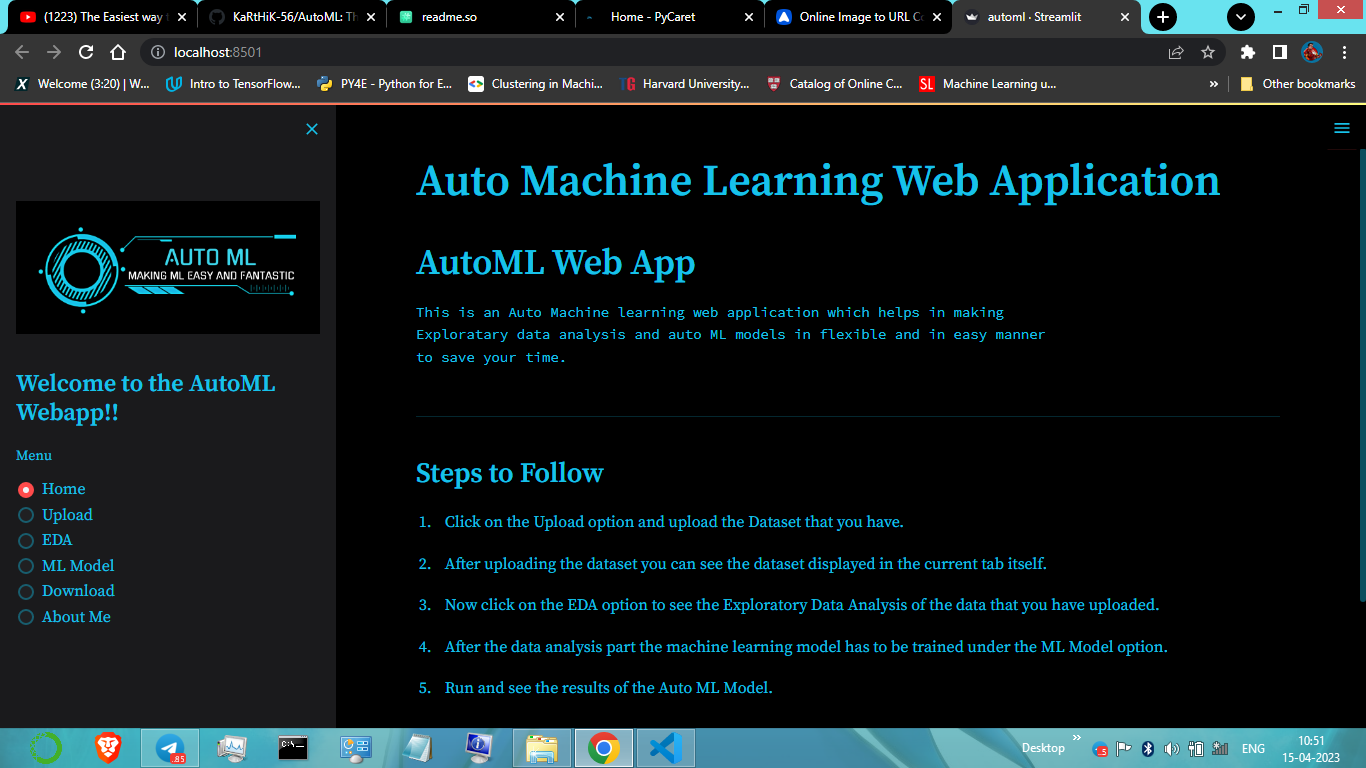 (1223) The Easiest way t
KaRtHiK-56/AutoML: Th
readme.so
Home - PyCaret
Online Image to URL Co
automl · Streamlit
localhost:8501
Welcome (3:20) | W...
Intro to TensorFlow...
PY4E - Python for E...
Clustering in Machi...
TG
Harvard University...
Catalog of Online C...
SL
Machine Learning u...
»
Other bookmarks
AUTO ML
MAKING ML EASY AND FANTASTIC
Welcome to the AutoML
Webapp!!
Menu
Home
Upload
EDA
ML Model
Download
About Me
Auto Machine Learning Web Application
AutoML Web App
This is an Auto Machine learning web application which helps in making
Exploratary data analysis and auto ML models in flexible and in easy manner
to save your time.
Steps to Follow
1. Click on the Upload option and upload the Dataset that you have.
2. After uploading the dataset you can see the dataset displayed in the current tab itself.
3. Now click on the EDA option to see the Exploratory Data Analysis of the data that you have uploaded.
4. After the data analysis part the machine learning model has to be trained under the ML Model option.
5. Run and see the results of the Auto ML Model.
Desktop
»
ENG
10:51
15-04-2023